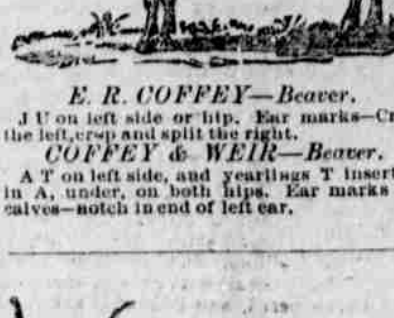 E. R. COFFEY—Beaver.
J U on left side or hip. Ear marks—Cr
the left, crop and split the right.
COFFEY & WEIR—Beaver.
A T on left side, and yearlings T insert
in A, under, on both hips. Ear marks
calves—notch in end of left ear.